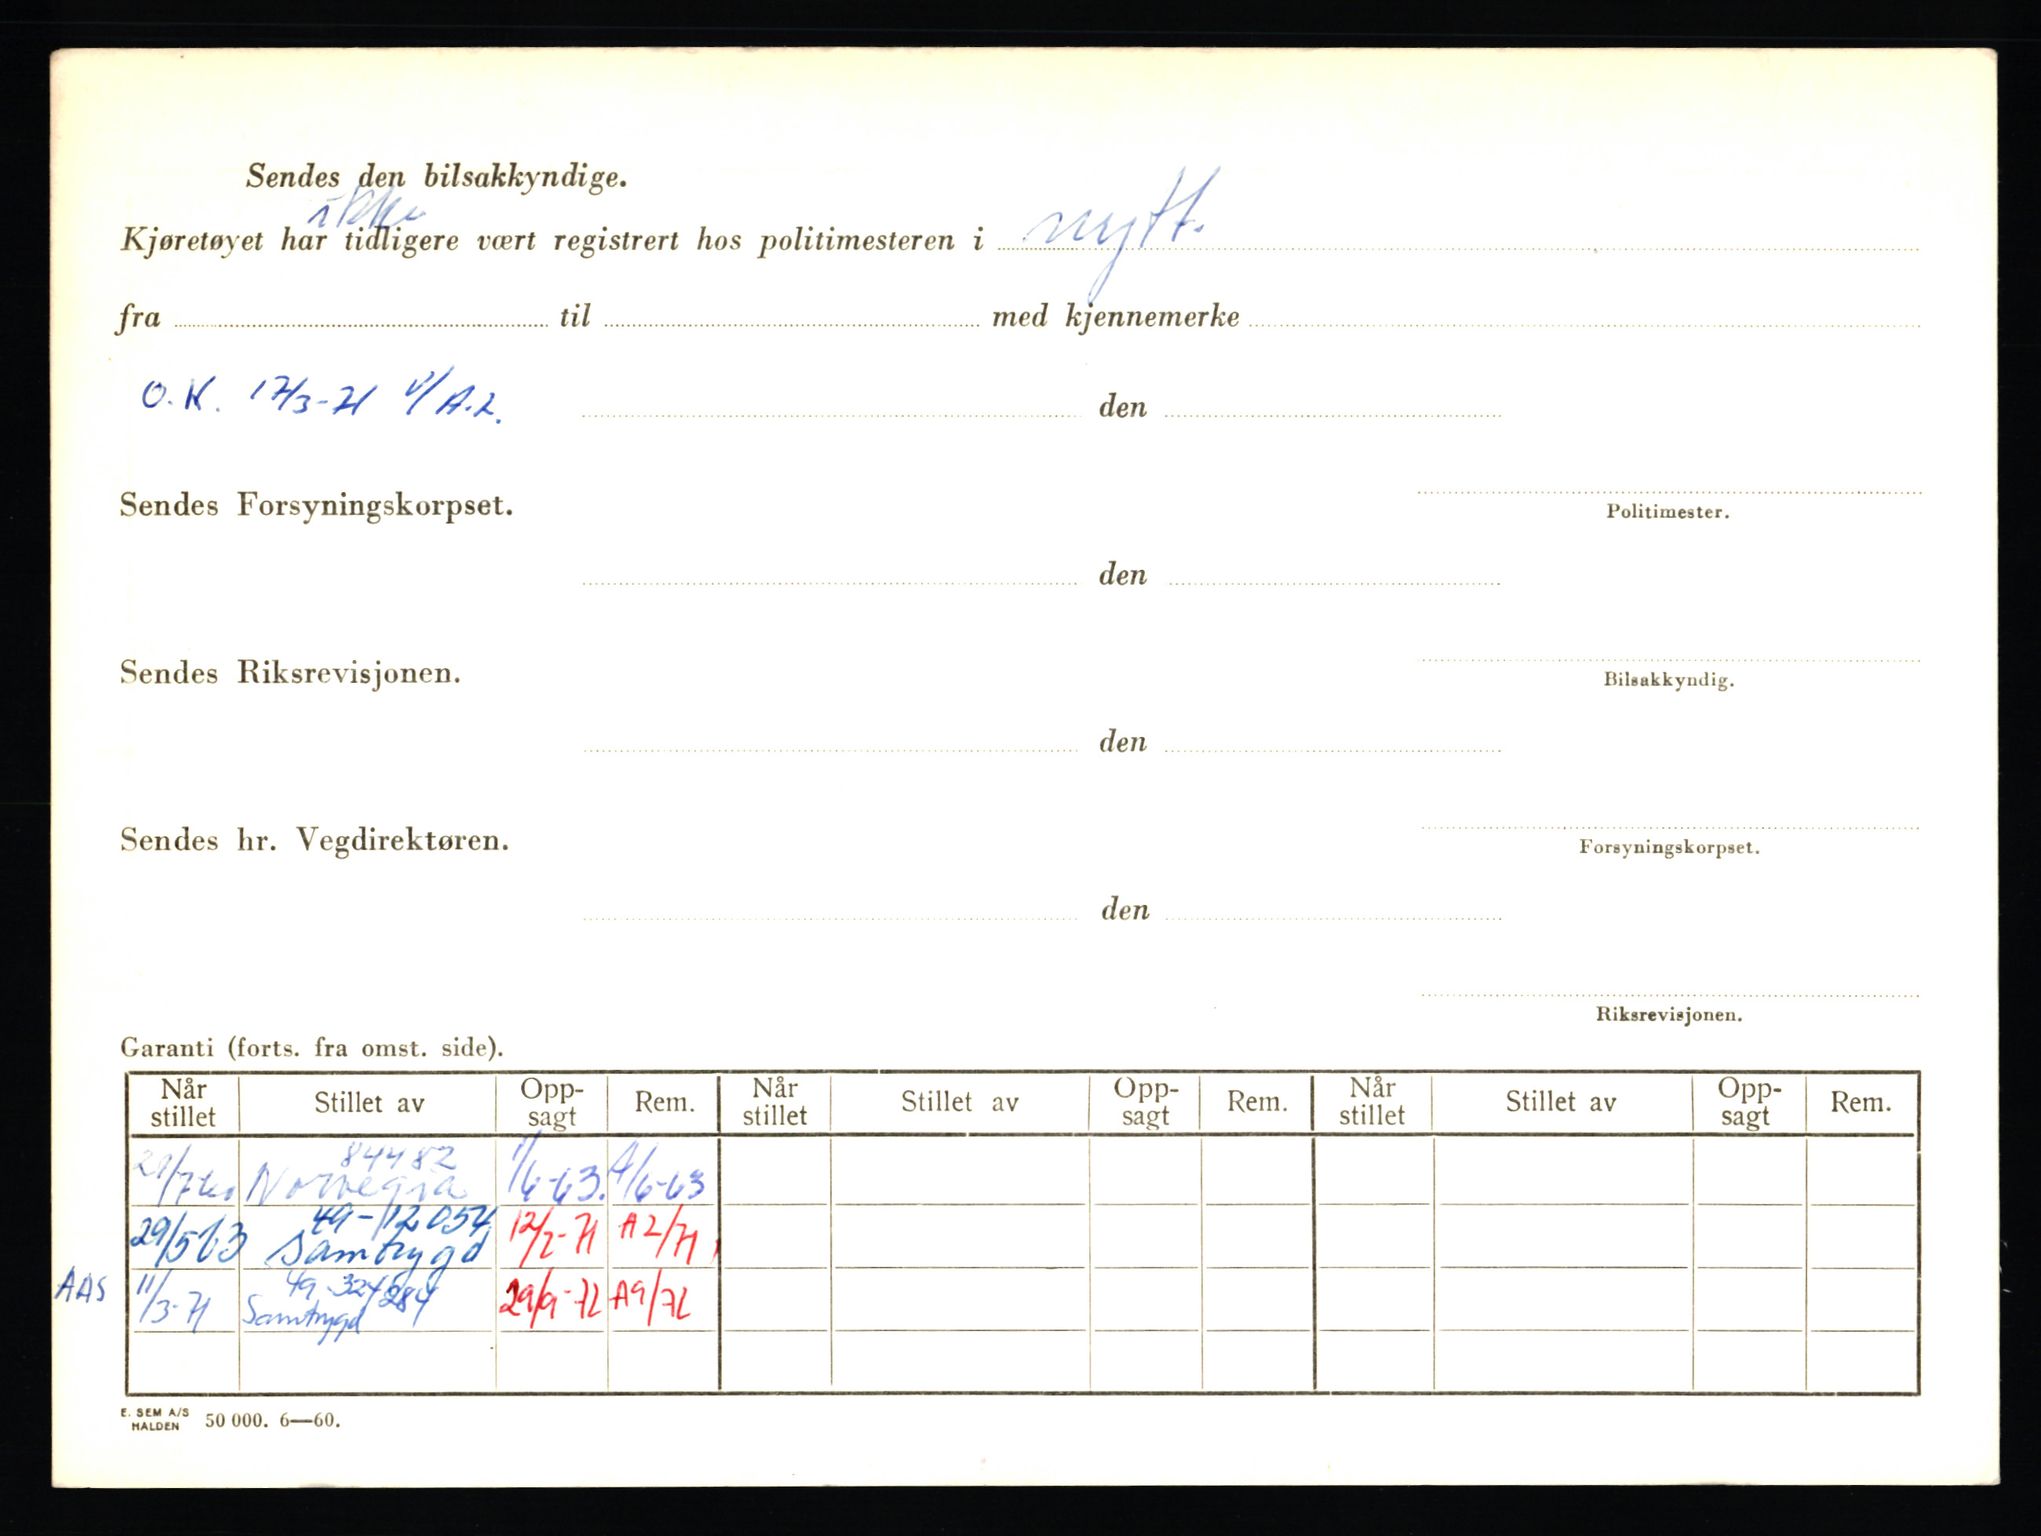 Sendes den bilsakkyndige.
ikke
Kjøretøyet har tidligere vært registrert hos politimesteren i nytt.
fra til med kjennemerke
O.K. 17/3-71 den
Sendes Forsyningskorpset.
Politimester.
den
Sendes Riksrevisjonen.
Bilsakkyndig.
den
Sendes hr. Vegdirektøren.
Forsyningskorpset.
den
Riksrevisjonen.
Garanti (forts. fra omst. side).
Når stillet Stillet av Opp-sagt Rem. Når stillet Stillet av Opp-sagt Rem. Når stillet Stillet av Opp-sagt Rem.
84482
Norvegia 1/6-63. 1/6-63
49-12054
29/5 63 Samtrygd 12/2-71 A2/71
49-324284
AAS 11/3-71 Samtrygd 29/9-72 A9/72
E. SEM A/S
HALDEN 50 000. 6—60.